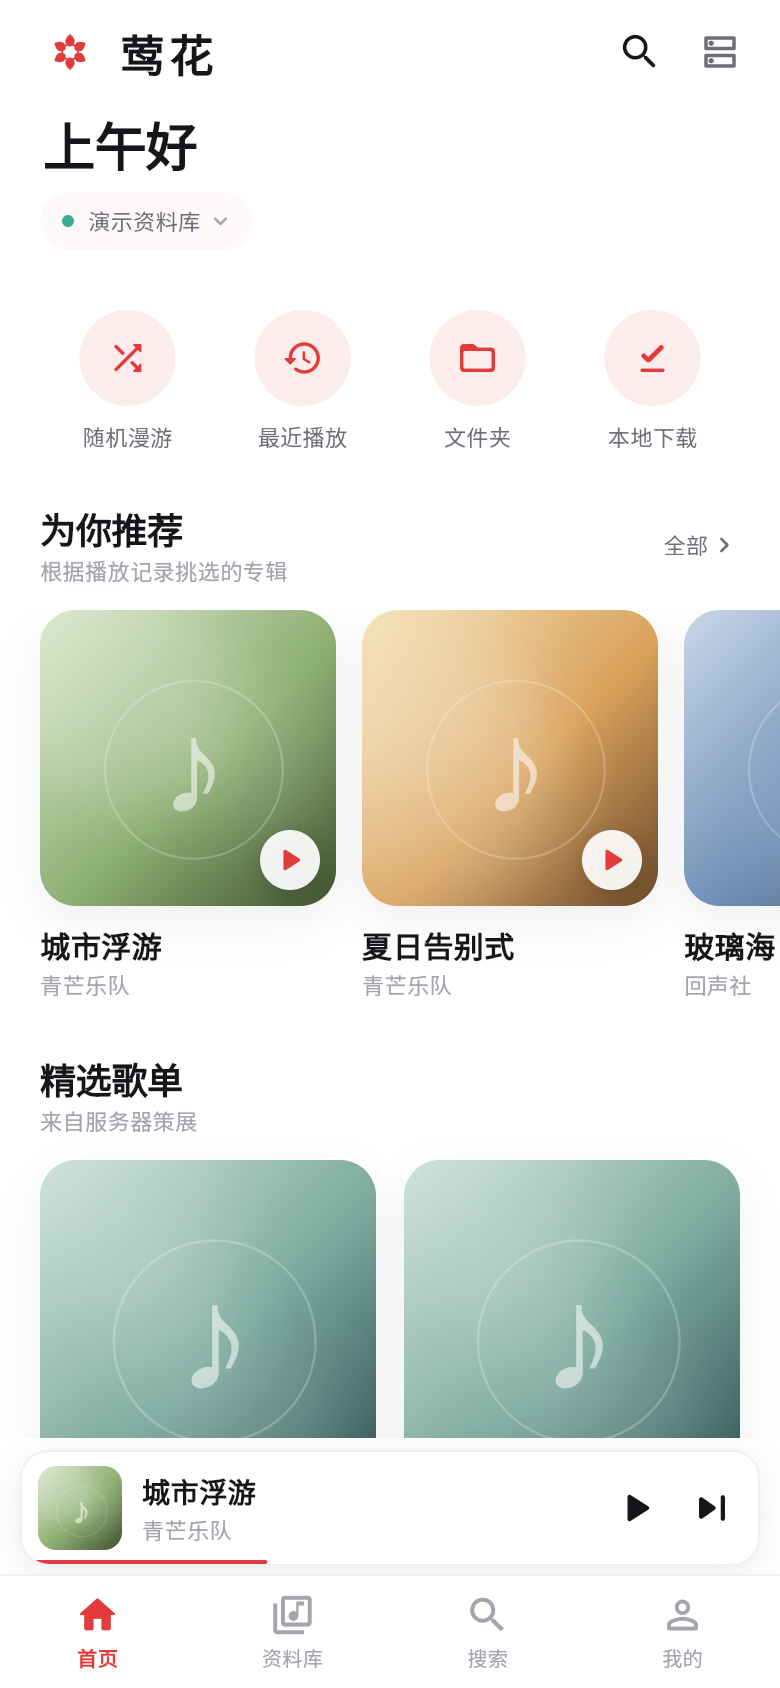 莺花
上午好
演示资料库
随机漫游
最近播放
文件夹
本地下载
为你推荐
全部
根据播放记录挑选的专辑
城市浮游
夏日告别式
玻璃海
青芒乐队
青芒乐队
回声社
精选歌单
来自服务器策展
城市浮游
青芒乐队
首页
资料库
搜索
我的